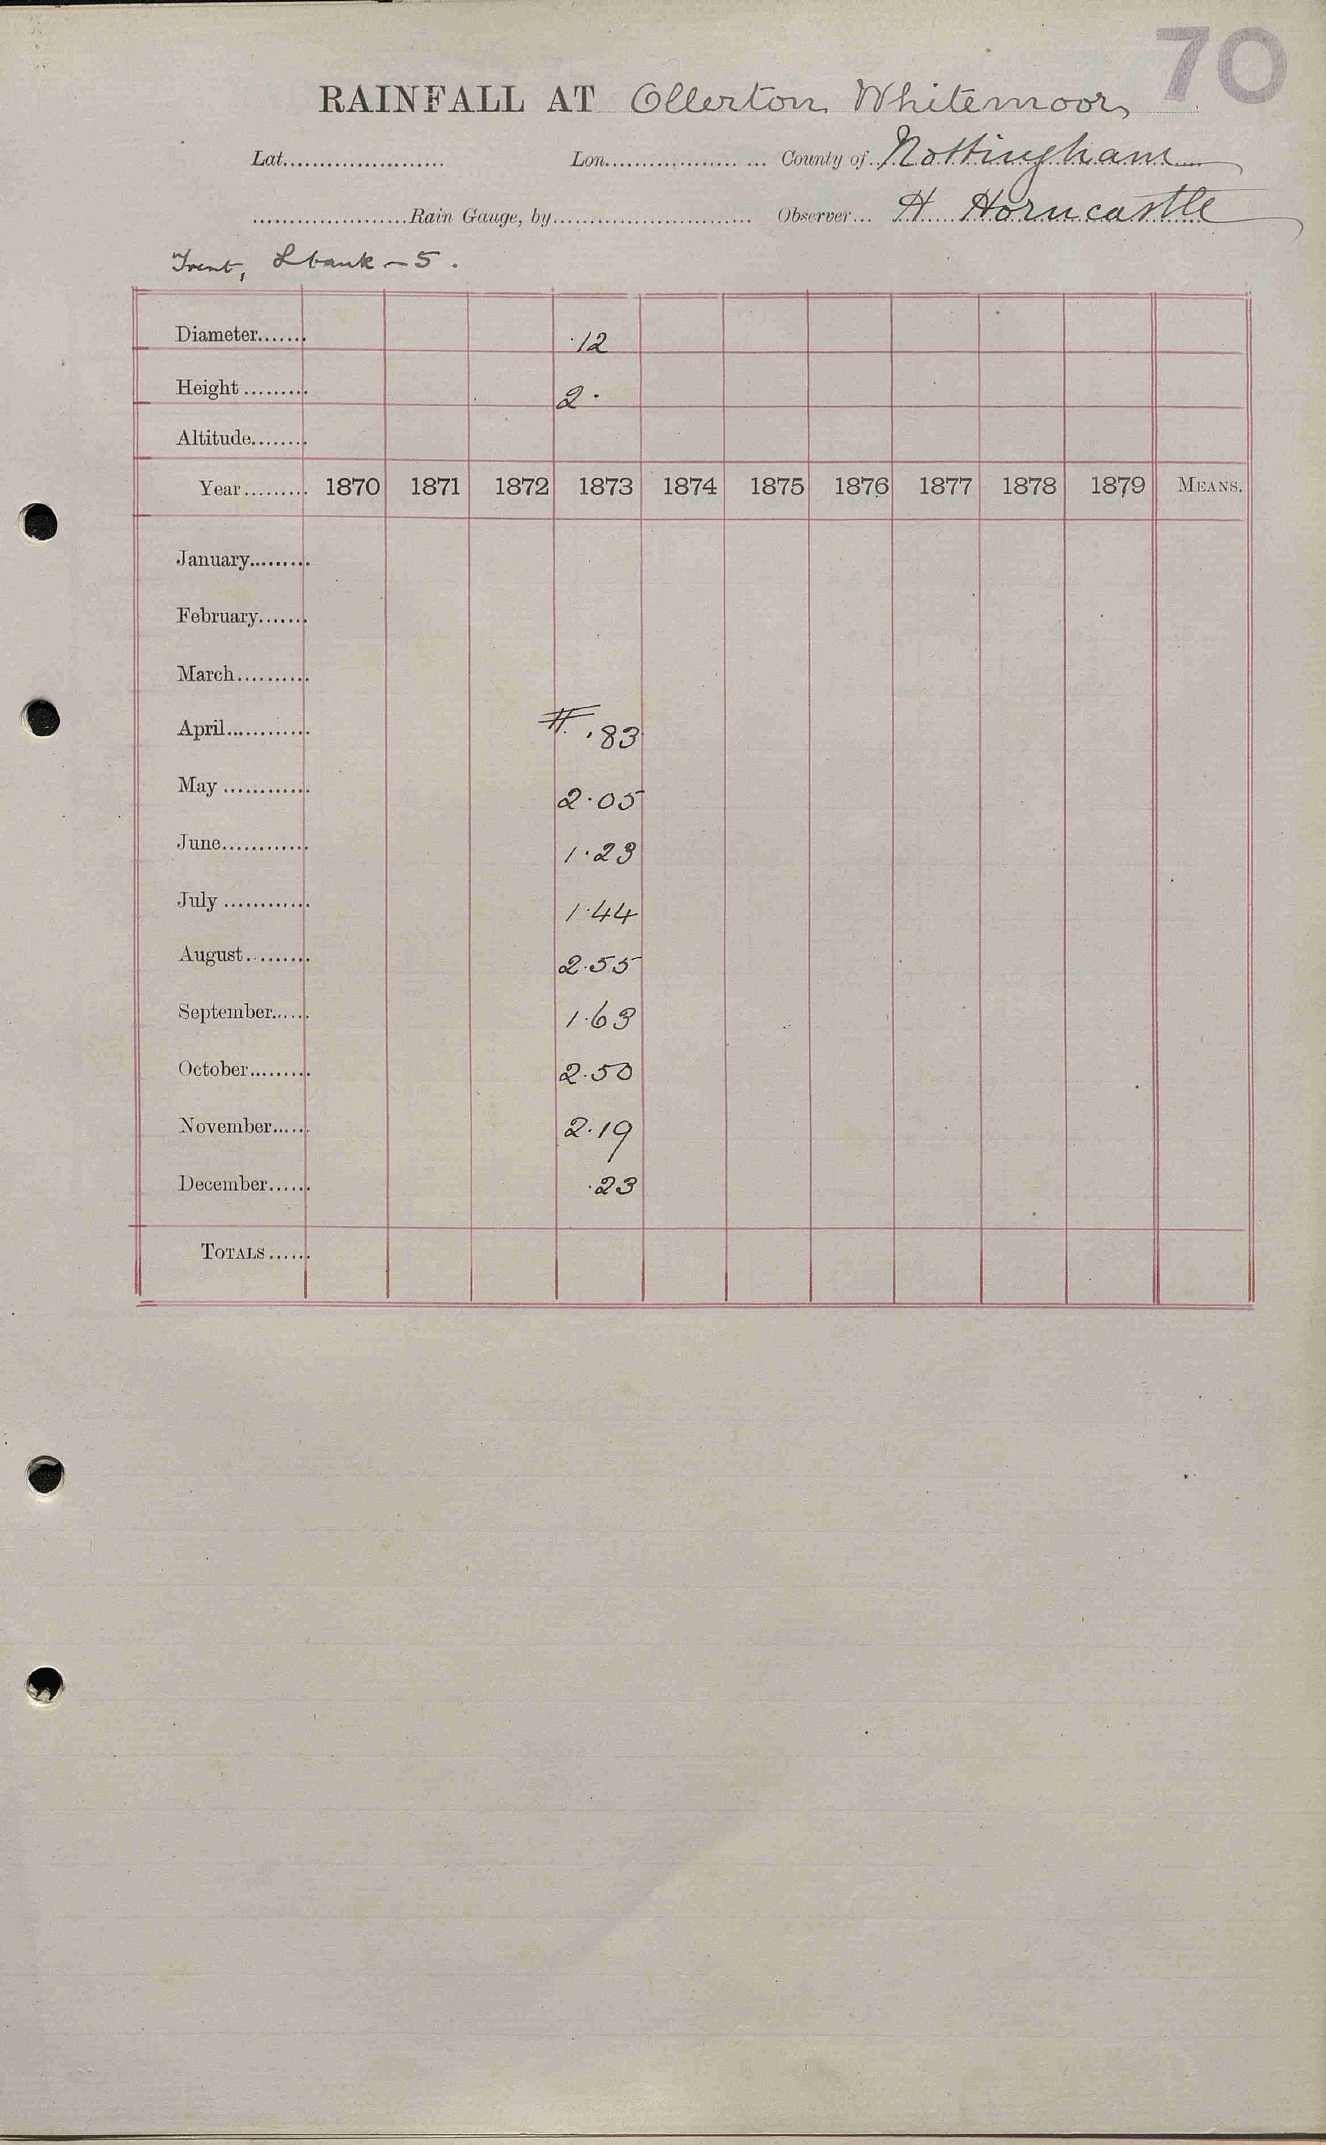 70
RAINFALL AT Ollerton Whitemoor
Lat...................... Lon.................... County of Nottingham
.....................Rain Gauge, by........................... Observer... H Horncastle
Trent, L bank - 5.
Diameter....... ·12
Height......... 2·
Altitude........
Year......... 1870 1871 1872 1873 1874 1875 1876 1877 1878 1879 MEANS.
January.........
February.......
March..........
April............ # ·83
May............ 2·05
June............ 1·23
July............ 1·44
August......... 2·55
September...... 1·63
October......... 2·50
November...... 2·19
December...... ·23
TOTALS......